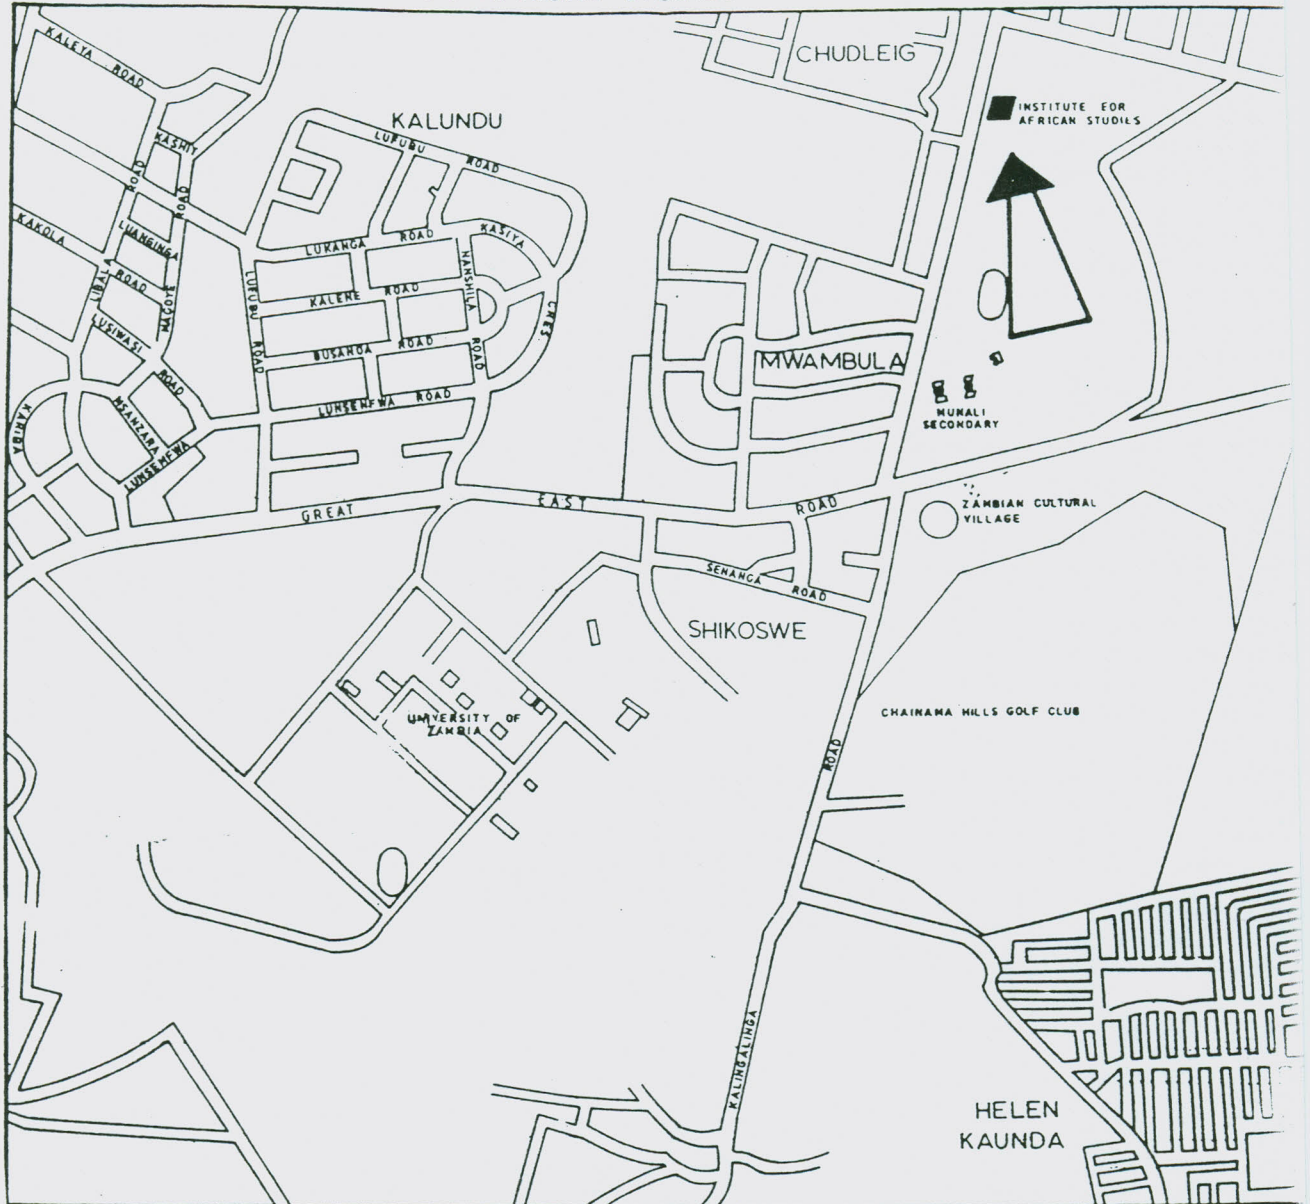 CHUDLEIG
KALEYA ROAD
INSTITUTE FOR
AFRICAN STUDIES
KALUNDU
LUFUBU ROAD
KASHIT
ROAD
ROAD
KAKOLA ROAD
LUANGINGA
LUKANGA ROAD
KASIYA
CRES
NANSHILA ROAD
LIBALA
MAGOYE
LUFUBU ROAD
KALENE ROAD
LUSIWASI ROAD
BUSANGA ROAD
MWAMBULA
LUNSEMFWA ROAD
KARIBA
MSANZARA
LUNSEMFWA
MUNALI
SECONDARY
GREAT EAST ROAD
ZAMBIAN CULTURAL
VILLAGE
SENANGA ROAD
SHIKOSWE
UNIVERSITY OF
ZAMBIA
CHAINAMA HILLS GOLF CLUB
ROAD
KALINGALINGA
HELEN
KAUNDA